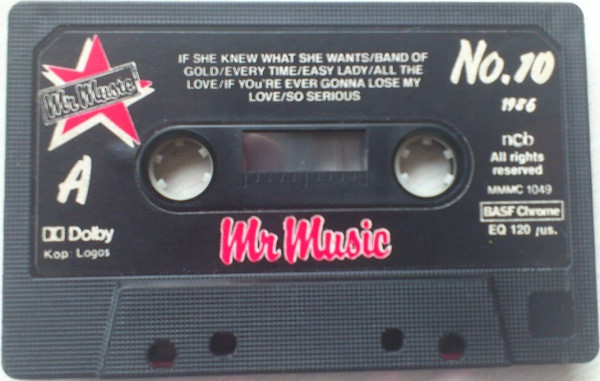 IF SHE KNEW WHAT SHE WANTS/BAND OF
GOLD/EVERY TIME/EASY LADY/ALL THE
LOVE/IF YOu'RE EVER GONNA LOSE MY
LOVE/SO SERIOUS
No.10
1986
Mr Music
A
ncb
All rights
reserved
MMMC 1049
BASF Chrome
EQ 120 µs.
Dolby
Kop: Logos
Mr Music